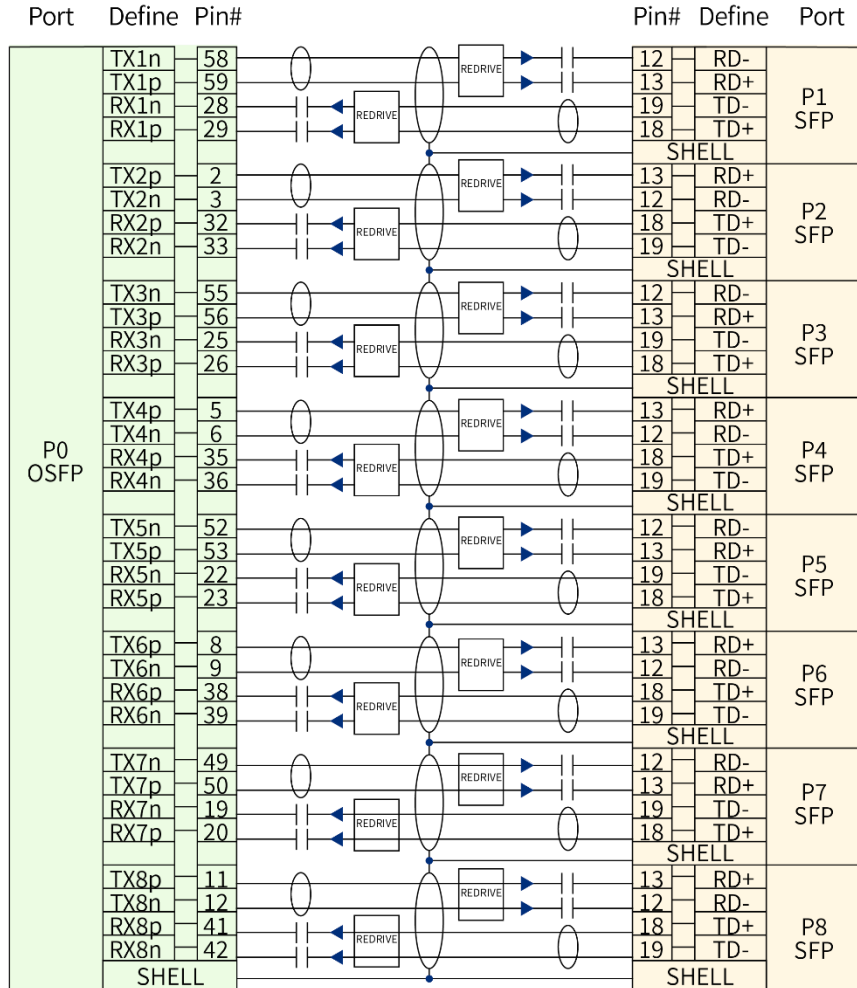 Port Define Pin# Pin# Define Port
TX1n 58 REDRIVE 12 RD-
TX1p 59 13 RD+
RX1n 28 REDRIVE 19 TD-
RX1p 29 18 TD+
SHELL
P1
SFP
TX2p 2 REDRIVE 13 RD+
TX2n 3 12 RD-
RX2p 32 REDRIVE 18 TD+
RX2n 33 19 TD-
SHELL
P2
SFP
TX3n 55 REDRIVE 12 RD-
TX3p 56 13 RD+
RX3n 25 REDRIVE 19 TD-
RX3p 26 18 TD+
SHELL
P3
SFP
TX4p 5 REDRIVE 13 RD+
TX4n 6 12 RD-
RX4p 35 REDRIVE 18 TD+
RX4n 36 19 TD-
SHELL
P4
SFP
P0
OSFP
TX5n 52 REDRIVE 12 RD-
TX5p 53 13 RD+
RX5n 22 REDRIVE 19 TD-
RX5p 23 18 TD+
SHELL
P5
SFP
TX6p 8 REDRIVE 13 RD+
TX6n 9 12 RD-
RX6p 38 REDRIVE 18 TD+
RX6n 39 19 TD-
SHELL
P6
SFP
TX7n 49 REDRIVE 12 RD-
TX7p 50 13 RD+
RX7n 19 REDRIVE 19 TD-
RX7p 20 18 TD+
SHELL
P7
SFP
TX8p 11 REDRIVE 13 RD+
TX8n 12 12 RD-
RX8p 41 REDRIVE 18 TD+
RX8n 42 19 TD-
SHELL SHELL
P8
SFP